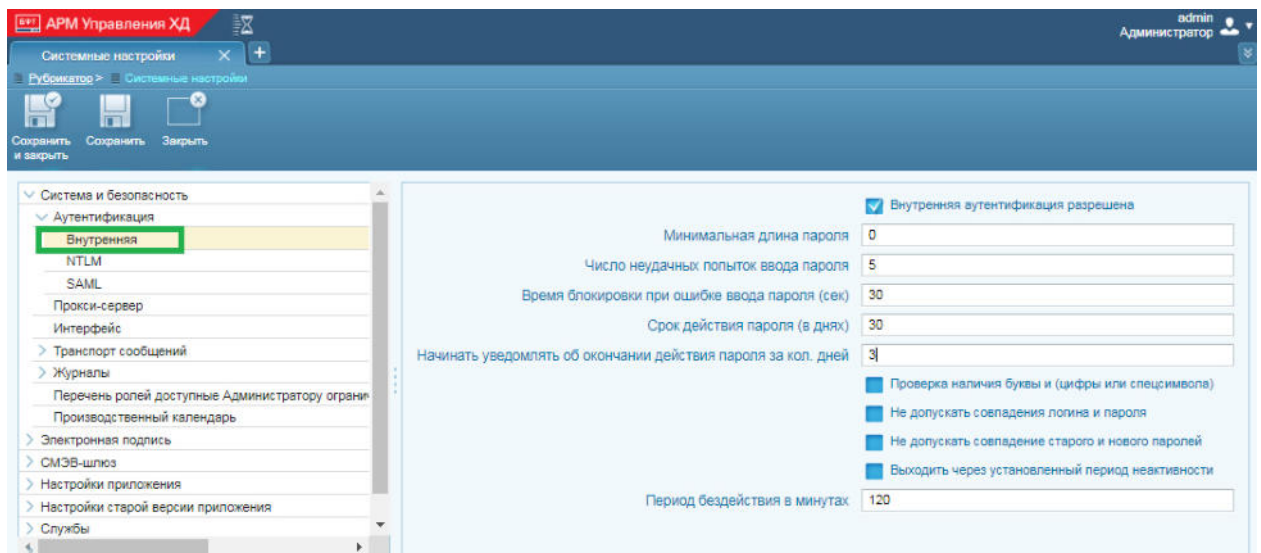 БФТ АРМ Управления ХД
admin
Администратор
Системные настройки
Рубрикатор > Системные настройки
Сохранить и закрыть
Сохранить
Закрыть
Система и безопасность
Аутентификация
Внутренняя
NTLM
SAML
Прокси-сервер
Интерфейс
Транспорт сообщений
Журналы
Перечень ролей доступные Администратору ограни
Производственный календарь
Электронная подпись
СМЭВ-шлюз
Настройки приложения
Настройки старой версии приложения
Службы
Внутренняя аутентификация разрешена
Минимальная длина пароля 0
Число неудачных попыток ввода пароля 5
Время блокировки при ошибке ввода пароля (сек) 30
Срок действия пароля (в днях) 30
Начинать уведомлять об окончании действия пароля за кол. дней 3
Проверка наличия буквы и (цифры или спецсимвола)
Не допускать совпадения логина и пароля
Не допускать совпадение старого и нового паролей
Выходить через установленный период неактивности
Период бездействия в минутах 120